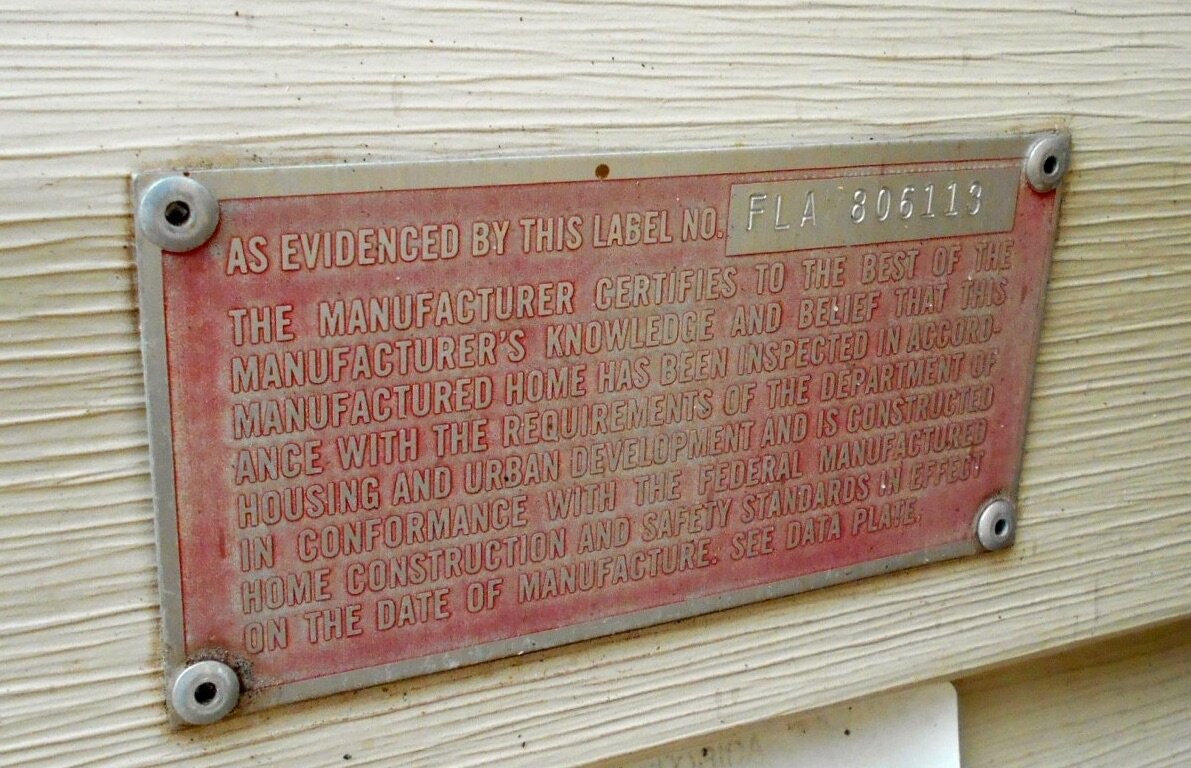 AS EVIDENCED BY THIS LABEL NO. FLA 806113
THE MANUFACTURER CERTIFIES TO THE BEST OF THE
MANUFACTURER'S KNOWLEDGE AND BELIEF THAT THIS
MANUFACTURED HOME HAS BEEN INSPECTED IN ACCORD-
ANCE WITH THE REQUIREMENTS OF THE DEPARTMENT OF
HOUSING AND URBAN DEVELOPMENT AND IS CONSTRUCTED
IN CONFORMANCE WITH THE FEDERAL MANUFACTURED
HOME CONSTRUCTION AND SAFETY STANDARDS IN EFFECT
ON THE DATE OF MANUFACTURE. SEE DATA PLATE.